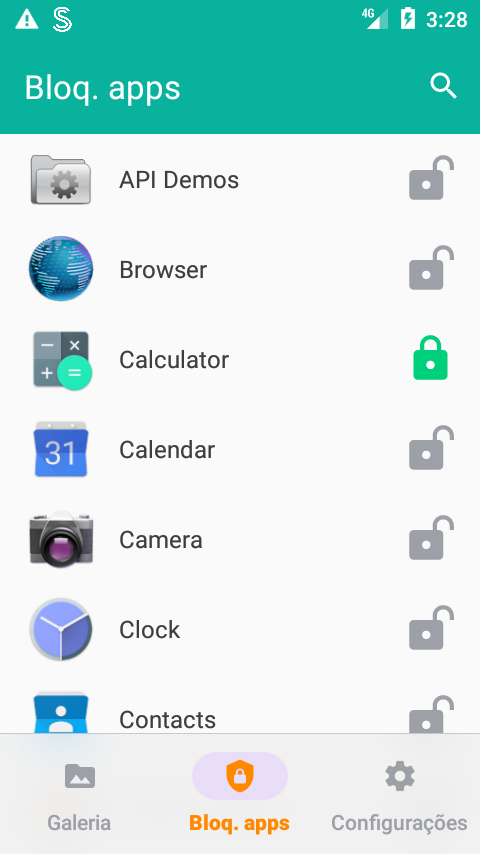 4G 3:28
Bloq. apps
API Demos
Browser
Calculator
31 Calendar
Camera
Clock
Contacts
Galeria Bloq. apps Configurações